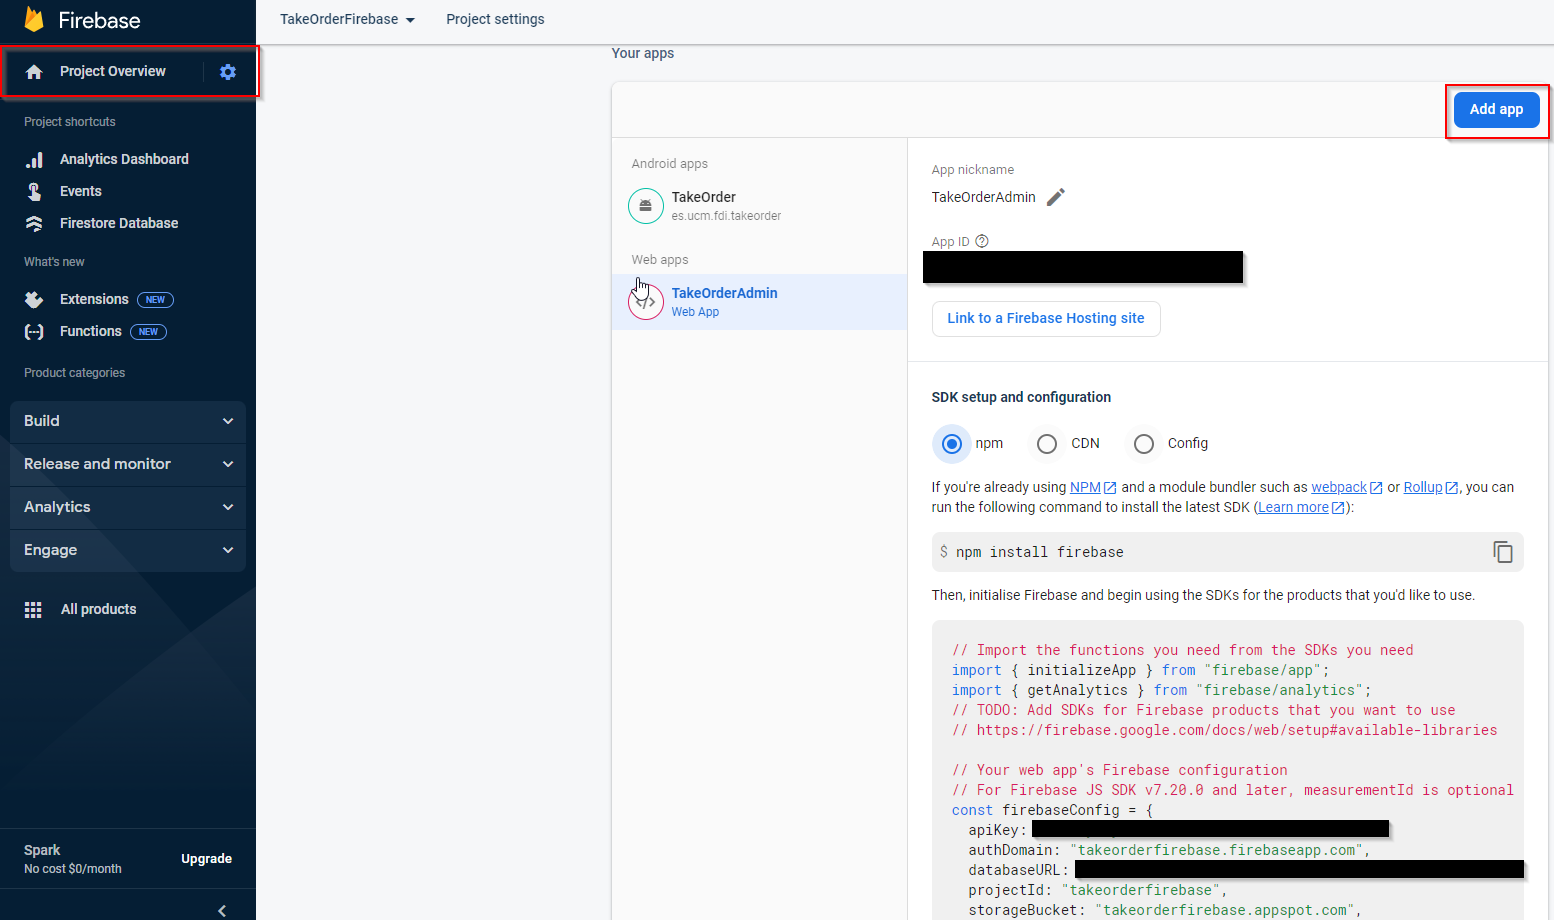 Firebase
Project Overview
Project shortcuts
Analytics Dashboard
Events
Firestore Database
What's new
Extensions NEW
Functions NEW
Product categories
Build
Release and monitor
Analytics
Engage
All products
Spark
No cost $0/month
Upgrade
TakeOrderFirebase
Project settings
Your apps
Add app
Android apps
TakeOrder
es.ucm.fdi.takeorder
Web apps
TakeOrderAdmin
Web App
App nickname
TakeOrderAdmin
App ID
Link to a Firebase Hosting site
SDK setup and configuration
npm CDN Config
If you're already using NPM and a module bundler such as webpack or Rollup, you can
run the following command to install the latest SDK (Learn more):
$ npm install firebase
Then, initialise Firebase and begin using the SDKs for the products that you'd like to use.
// Import the functions you need from the SDKs you need
import { initializeApp } from "firebase/app";
import { getAnalytics } from "firebase/analytics";
// TODO: Add SDKs for Firebase products that you want to use
// https://firebase.google.com/docs/web/setup#available-libraries
// Your web app's Firebase configuration
// For Firebase JS SDK v7.20.0 and later, measurementId is optional
const firebaseConfig = {
apiKey:
authDomain: "takeorderfirebase.firebaseapp.com",
databaseURL:
projectId: "takeorderfirebase",
storageBucket: "takeorderfirebase.appspot.com",